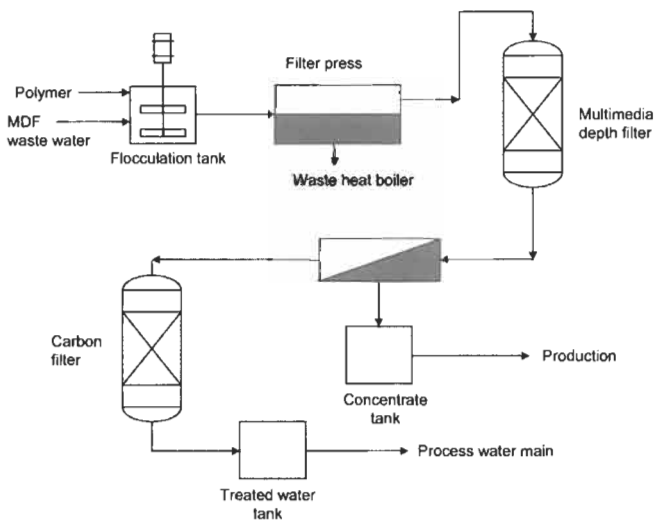 Polymer
MDF
waste water
Flocculation tank
Filter press
Waste heat boiler
Multimedia
depth filter
Carbon
filter
Concentrate
tank
Production
Treated water
tank
Process water main